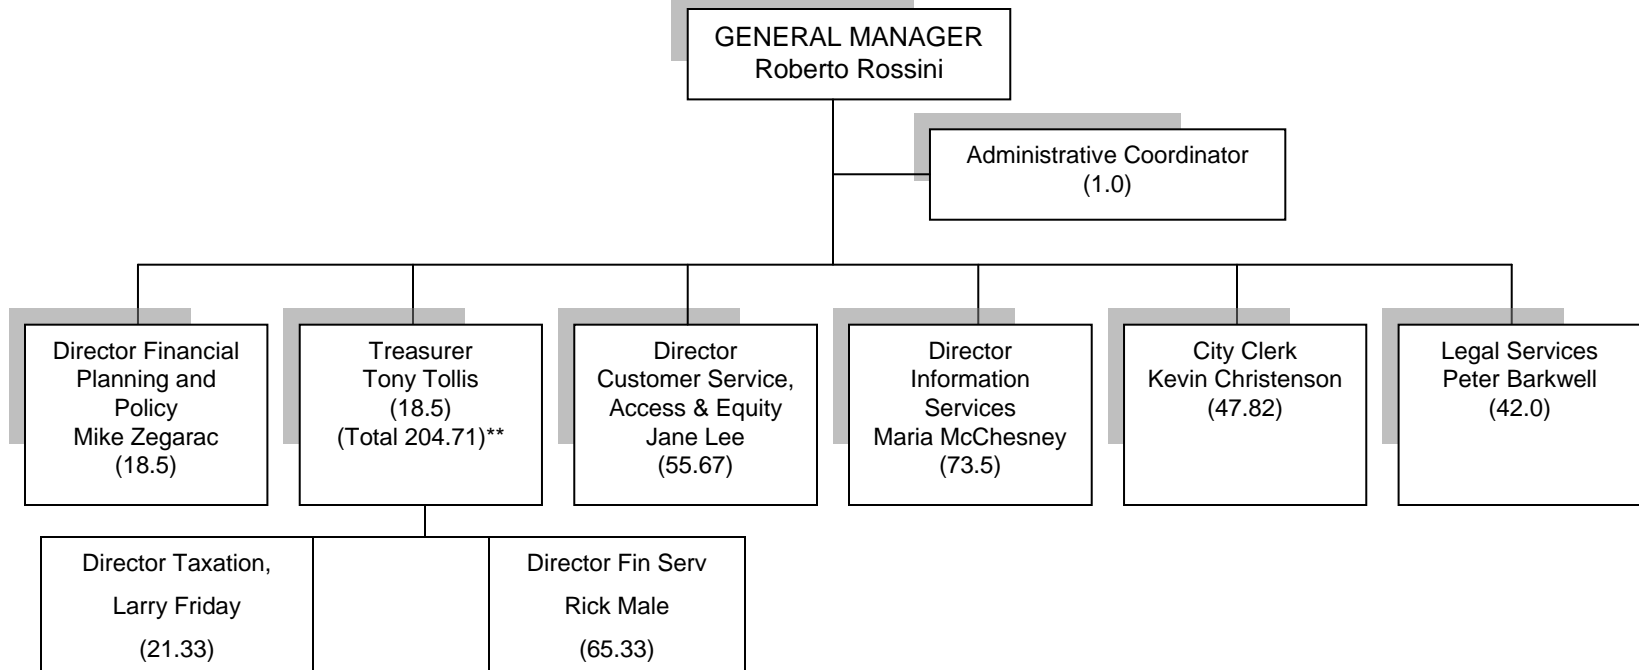 GENERAL MANAGER
Roberto Rossini
Administrative Coordinator
(1.0)
Director Financial
Planning and
Policy
Mike Zegarac
(18.5)
Treasurer
Tony Tollis
(18.5)
(Total 204.71)**
Director
Customer Service,
Access & Equity
Jane Lee
(55.67)
Director
Information
Services
Maria McChesney
(73.5)
City Clerk
Kevin Christenson
(47.82)
Legal Services
Peter Barkwell
(42.0)
Director Taxation,
Larry Friday
(21.33)
Director Fin Serv
Rick Male
(65.33)